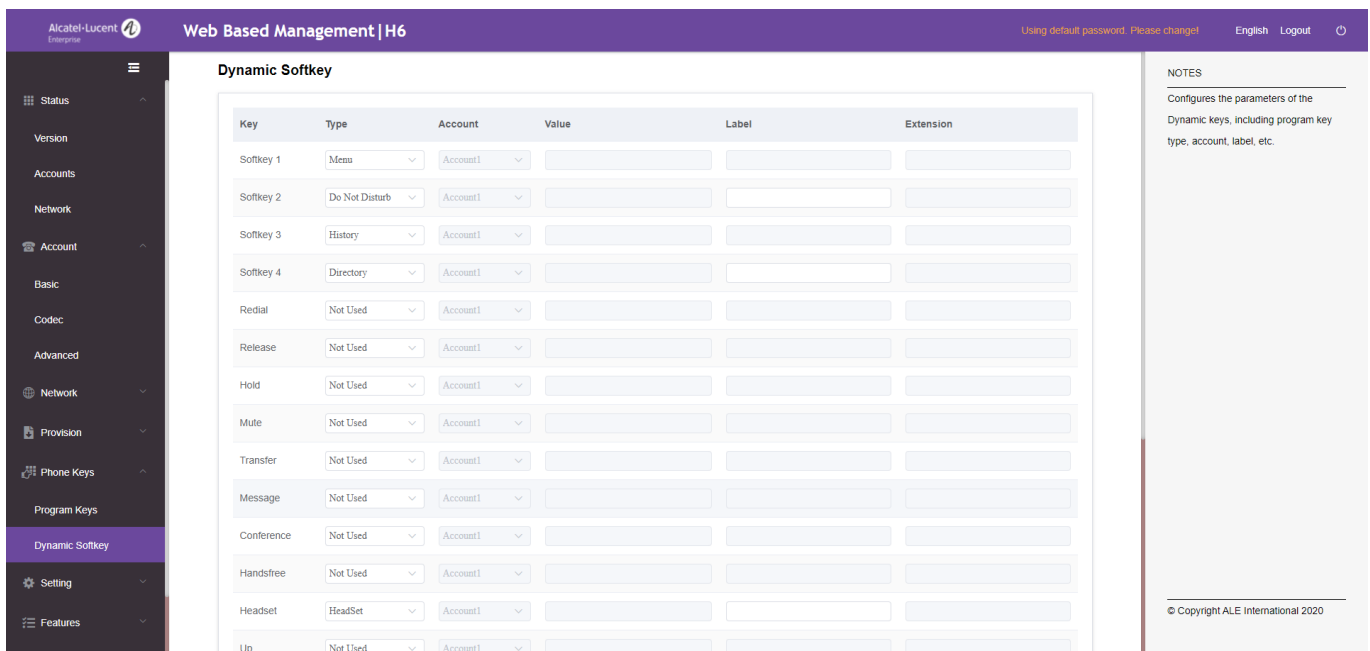 Alcatel-Lucent
Enterprise
Web Based Management | H6
Using default password. Please change!
English Logout
Status
Version
Accounts
Network
Account
Basic
Codec
Advanced
Network
Provision
Phone Keys
Program Keys
Dynamic Softkey
Setting
Features
Dynamic Softkey
Key Type Account Value Label Extension
Softkey 1 Menu Account1
Softkey 2 Do Not Disturb Account1
Softkey 3 History Account1
Softkey 4 Directory Account1
Redial Not Used Account1
Release Not Used Account1
Hold Not Used Account1
Mute Not Used Account1
Transfer Not Used Account1
Message Not Used Account1
Conference Not Used Account1
Handsfree Not Used Account1
Headset HeadSet Account1
Up Not Used Account1
NOTES
Configures the parameters of the
Dynamic keys, including program key
type, account, label, etc.
© Copyright ALE International 2020